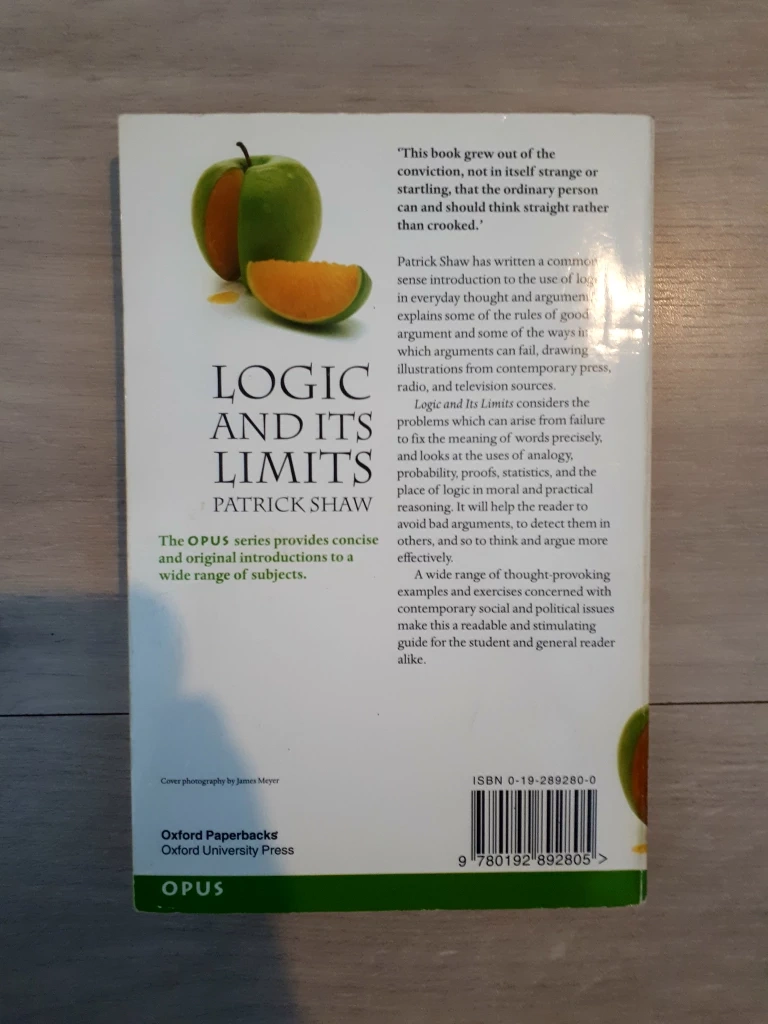 LOGIC
AND ITS
LIMITS
PATRICK SHAW
The OPUS series provides concise
and original introductions to a
wide range of subjects.
'This book grew out of the
conviction, not in itself strange or
startling, that the ordinary person
can and should think straight rather
than crooked.'
Patrick Shaw has written a common
sense introduction to the use of
in everyday thought and argument
explains some of the rules of good
argument and some of the ways in
which arguments can fail, drawing
illustrations from contemporary press,
radio, and television sources.
Logic and Its Limits considers the
problems which can arise from failure
to fix the meaning of words precisely,
and looks at the uses of analogy,
probability, proofs, statistics, and the
place of logic in moral and practical
reasoning. It will help the reader to
avoid bad arguments, to detect them in
others, and so to think and argue more
effectively.
A wide range of thought-provoking
examples and exercises concerned with
contemporary social and political issues
make this a readable and stimulating
guide for the student and general reader
alike.
Cover photography by James Meyer
Oxford Paperbacks
Oxford University Press
ISBN 0-19-289280-0
9 780192 892805 >
OPUS